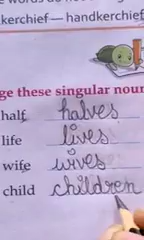 kerchief — handkerchief
ge these singular noun
half halves
life lives
wife wives
child children